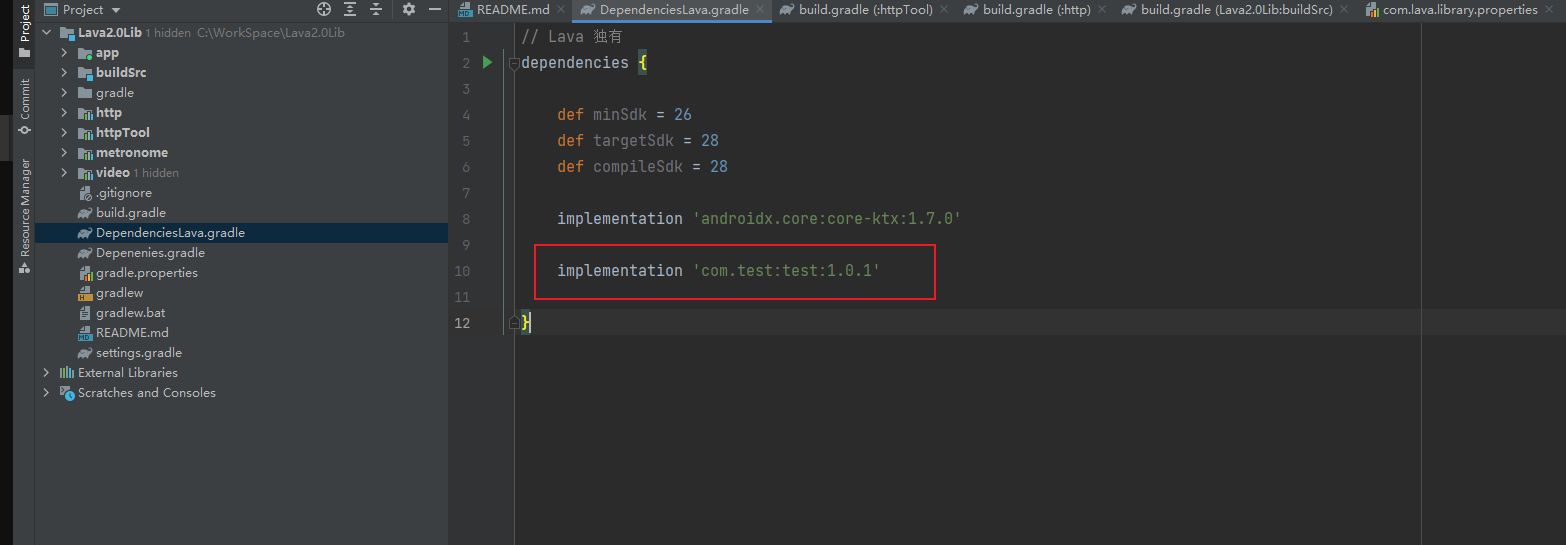 Project
README.md
DependenciesLava.gradle
build.gradle (:httpTool)
build.gradle (:http)
build.gradle (Lava2.0Lib:buildSrc)
com.lava.library.properties
Project
Commit
Resource Manager
Lava2.0Lib 1 hidden C:\WorkSpace\Lava2.0Lib
app
buildSrc
gradle
http
httpTool
metronome
video 1 hidden
.gitignore
build.gradle
DependenciesLava.gradle
Depenenies.gradle
gradle.properties
gradlew
gradlew.bat
README.md
settings.gradle
External Libraries
Scratches and Consoles
1 // Lava 独有
2 dependencies {
3
4 def minSdk = 26
5 def targetSdk = 28
6 def compileSdk = 28
7
8 implementation 'androidx.core:core-ktx:1.7.0'
9
10 implementation 'com.test:test:1.0.1'
11
12 }